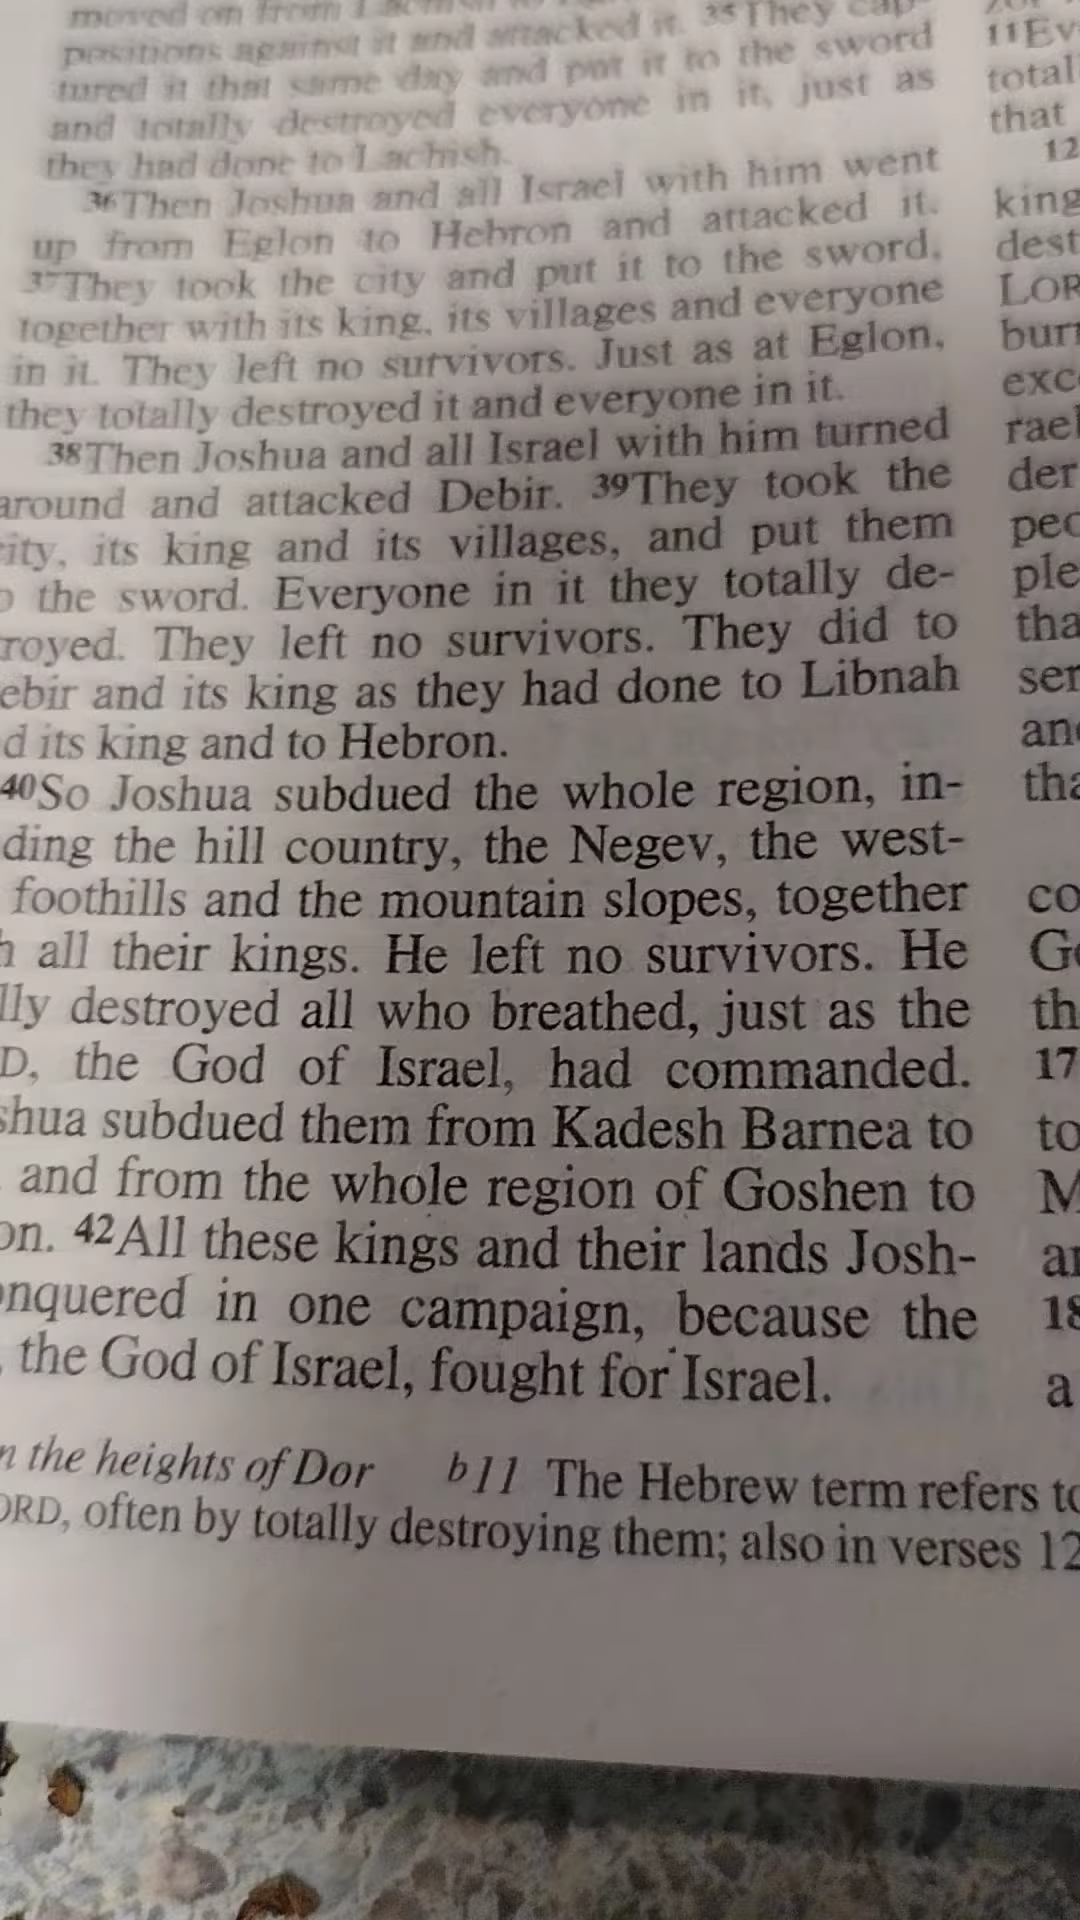 moved on from Lachish to
positions against it and attacked it. 35They cap-
tured it that same day and put it to the sword
and totally destroyed everyone in it, just as
they had done to Lachish.
36Then Joshua and all Israel with him went
up from Eglon to Hebron and attacked it.
37They took the city and put it to the sword,
together with its king, its villages and everyone
in it. They left no survivors. Just as at Eglon,
they totally destroyed it and everyone in it.
38Then Joshua and all Israel with him turned
around and attacked Debir. 39They took the
city, its king and its villages, and put them
o the sword. Everyone in it they totally de-
royed. They left no survivors. They did to
ebir and its king as they had done to Libnah
d its king and to Hebron.
40So Joshua subdued the whole region, in-
ding the hill country, the Negev, the west-
foothills and the mountain slopes, together
h all their kings. He left no survivors. He
lly destroyed all who breathed, just as the
D, the God of Israel, had commanded.
shua subdued them from Kadesh Barnea to
and from the whole region of Goshen to
on. 42All these kings and their lands Josh-
onquered in one campaign, because the
, the God of Israel, fought for Israel.
11Ev
total
that
12
king
dest
LOR
burn
exc
rael
der
peo
ple
tha
ser
and
tha
co
Go
th
17
to
M
ar
18
a
n the heights of Dor b11 The Hebrew term refers to
ORD, often by totally destroying them; also in verses 12